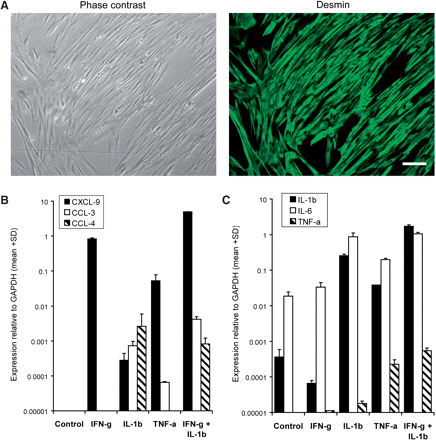 A
Phase contrast
Desmin
B
CXCL-9
CCL-3
CCL-4
Expression relative to GAPDH (mean +SD)
10
1
0.1
0.01
0.001
0.0001
0.00001
Control
IFN-g
IL-1b
TNF-a
IFN-g +
IL-1b
C
IL-1b
IL-6
TNF-a
Expression relative to GAPDH (mean +SD)
10
1
0.1
0.01
0.001
0.0001
0.00001
Control
IFN-g
IL-1b
TNF-a
IFN-g +
IL-1b